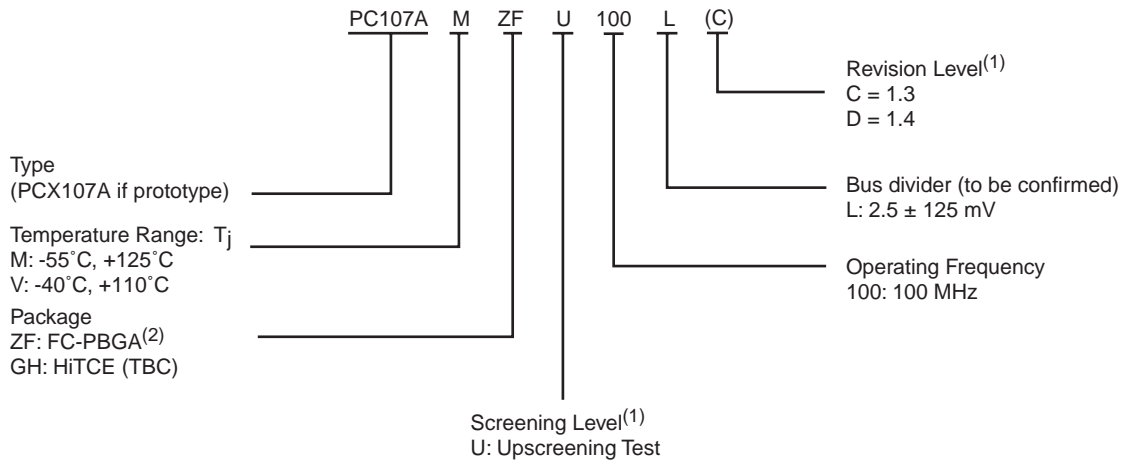 PC107A M ZF U 100 L (C)
Revision Level(1)
C = 1.3
D = 1.4
Type
(PCX107A if prototype)
Bus divider (to be confirmed)
L: 2.5 ± 125 mV
Temperature Range: Tj
M: -55˚C, +125˚C
V: -40˚C, +110˚C
Operating Frequency
100: 100 MHz
Package
ZF: FC-PBGA(2)
GH: HiTCE (TBC)
Screening Level(1)
U: Upscreening Test